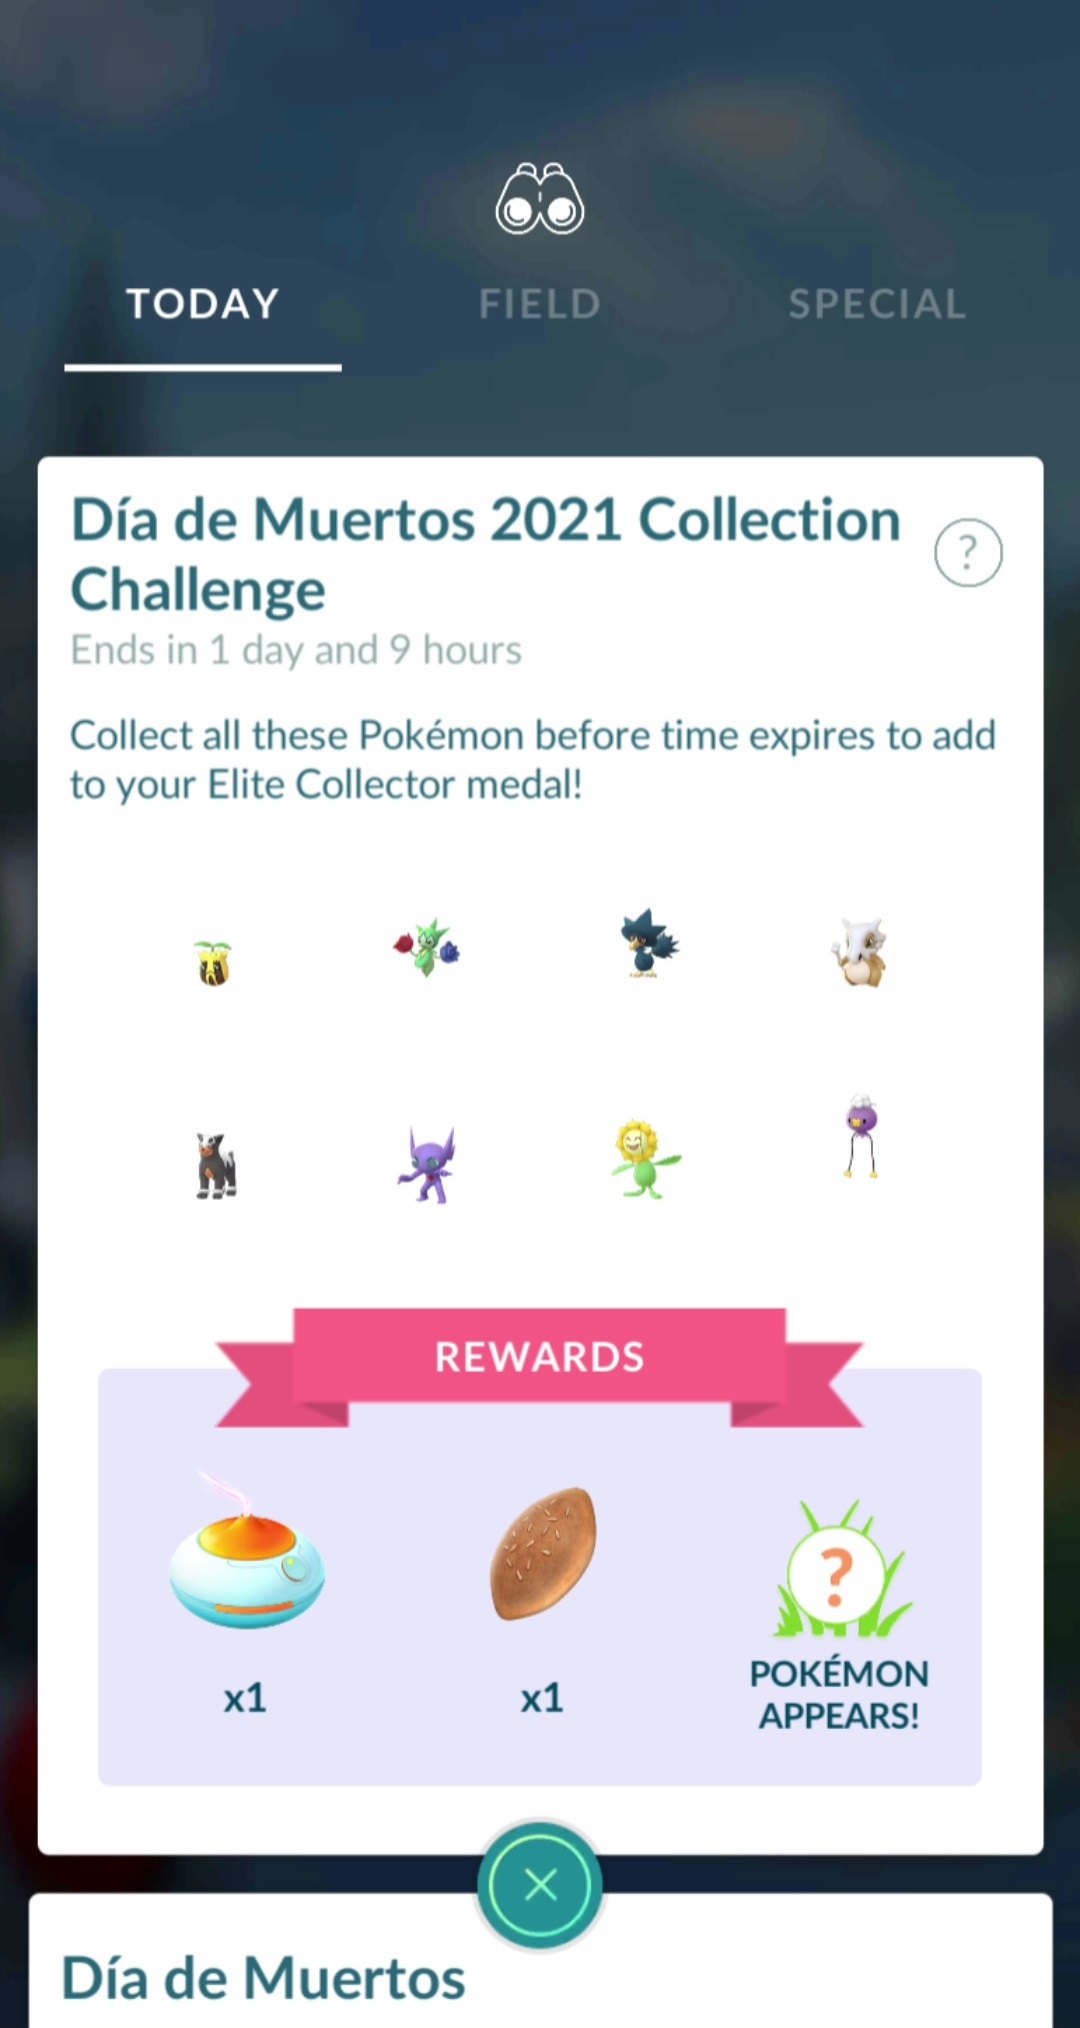 TODAY
FIELD
SPECIAL
Día de Muertos 2021 Collection
Challenge
?
Ends in 1 day and 9 hours
Collect all these Pokémon before time expires to add
to your Elite Collector medal!
REWARDS
?
x1
x1
POKÉMON
APPEARS!
Día de Muertos